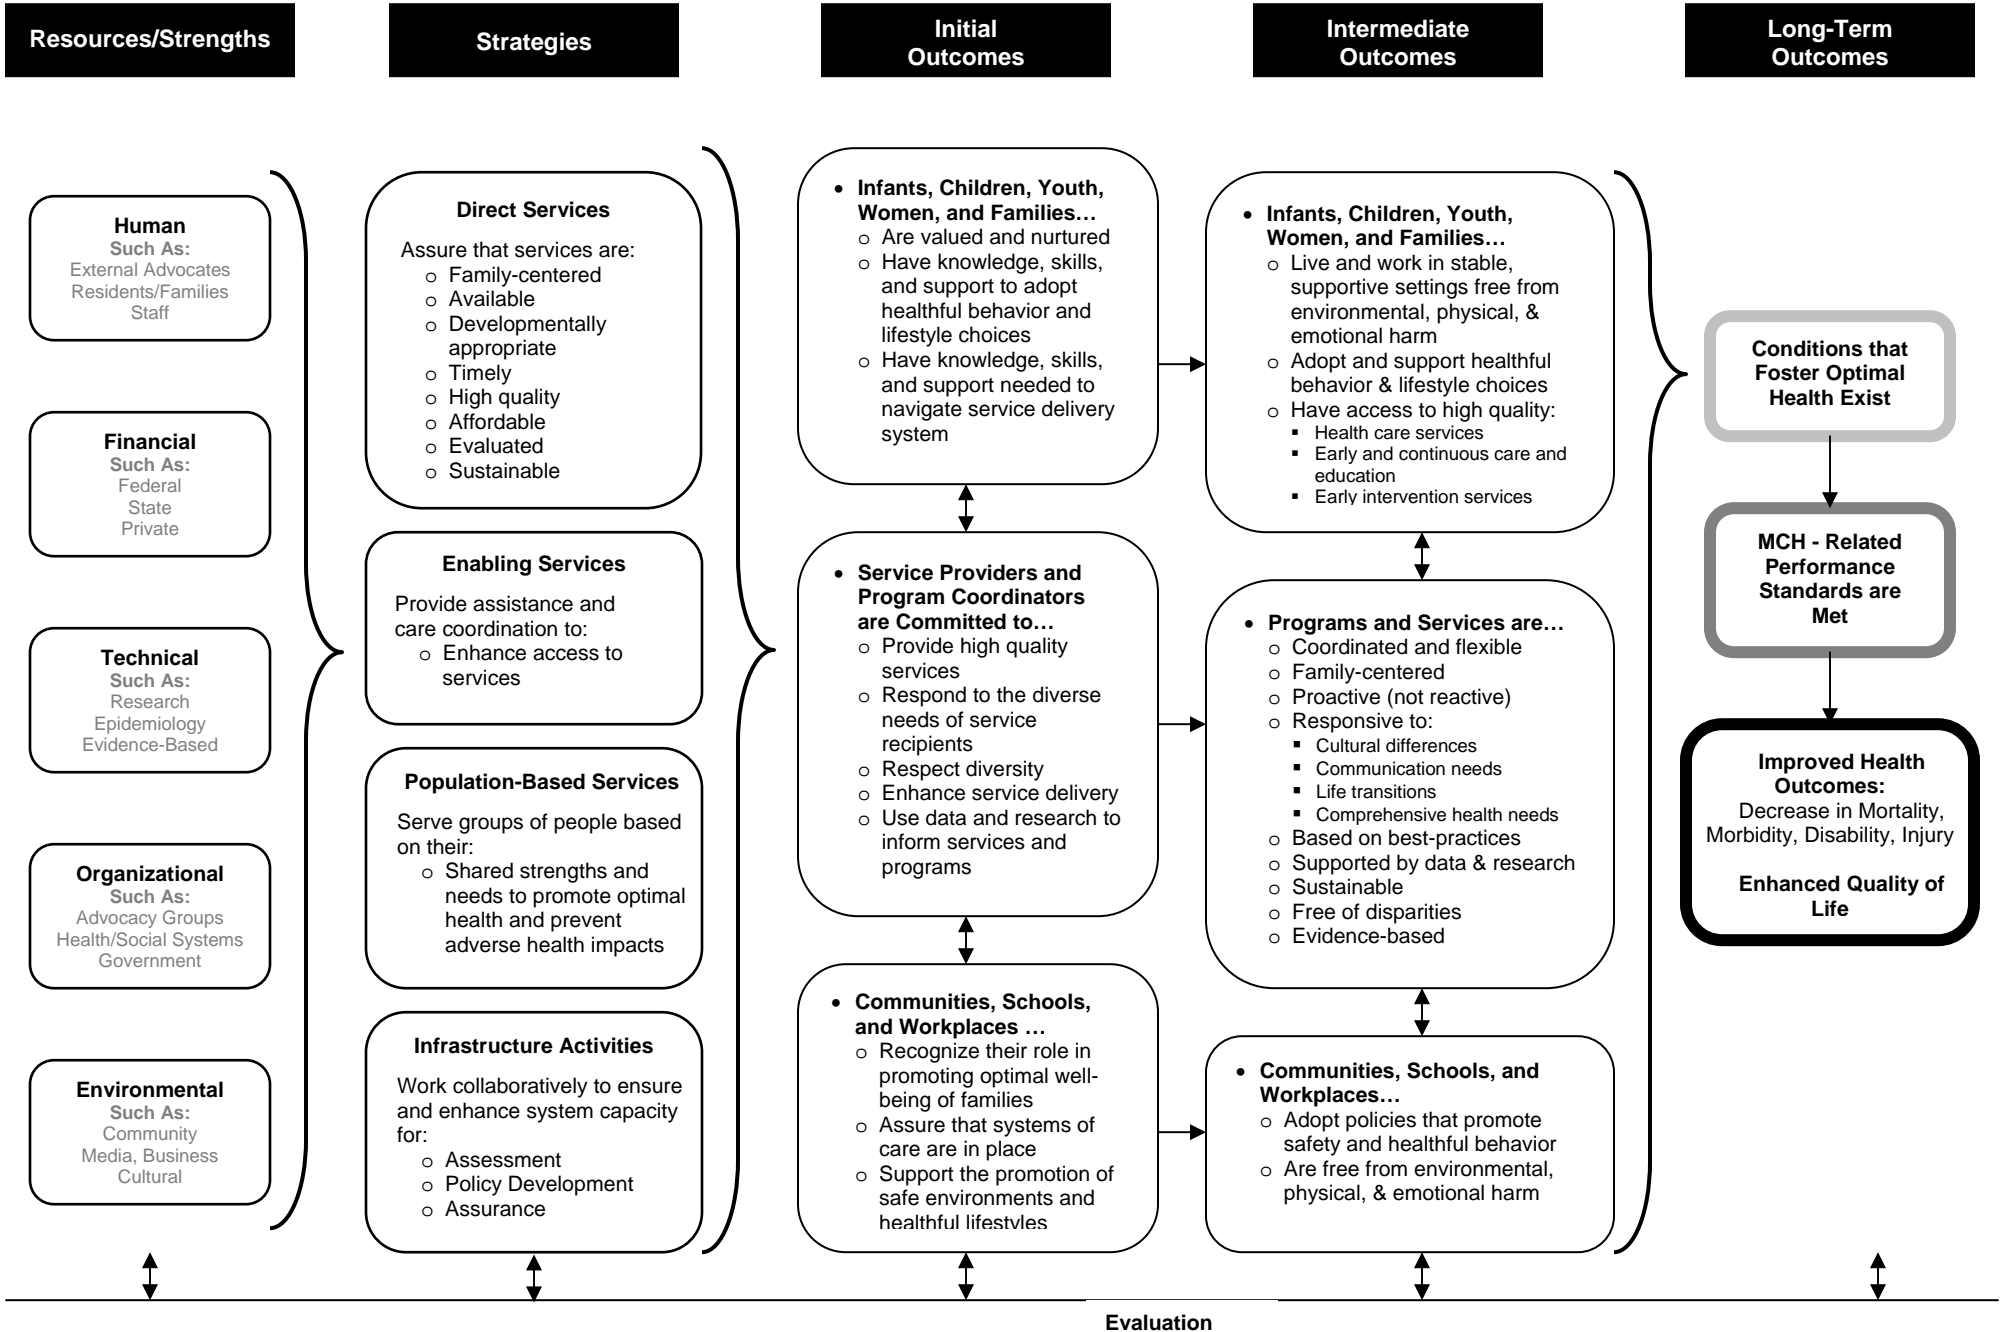 Resources/Strengths
Strategies
Initial
Outcomes
Intermediate
Outcomes
Long-Term
Outcomes
Human
Such As:
External Advocates
Residents/Families
Staff
Financial
Such As:
Federal
State
Private
Technical
Such As:
Research
Epidemiology
Evidence-Based
Organizational
Such As:
Advocacy Groups
Health/Social Systems
Government
Environmental
Such As:
Community
Media, Business
Cultural
Direct Services
Assure that services are:
o Family-centered
o Available
o Developmentally
appropriate
o Timely
o High quality
o Affordable
o Evaluated
o Sustainable
Enabling Services
Provide assistance and
care coordination to:
o Enhance access to
services
Population-Based Services
Serve groups of people based
on their:
o Shared strengths and
needs to promote optimal
health and prevent
adverse health impacts
Infrastructure Activities
Work collaboratively to ensure
and enhance system capacity
for:
o Assessment
o Policy Development
o Assurance
• Infants, Children, Youth,
Women, and Families…
o Are valued and nurtured
o Have knowledge, skills,
and support to adopt
healthful behavior and
lifestyle choices
o Have knowledge, skills,
and support needed to
navigate service delivery
system
• Service Providers and
Program Coordinators
are Committed to…
o Provide high quality
services
o Respond to the diverse
needs of service
recipients
o Respect diversity
o Enhance service delivery
o Use data and research to
inform services and
programs
• Communities, Schools,
and Workplaces …
o Recognize their role in
promoting optimal well-
being of families
o Assure that systems of
care are in place
o Support the promotion of
safe environments and
healthful lifestyles
• Infants, Children, Youth,
Women, and Families…
o Live and work in stable,
supportive settings free from
environmental, physical, &
emotional harm
o Adopt and support healthful
behavior & lifestyle choices
o Have access to high quality:
▪ Health care services
▪ Early and continuous care and
education
▪ Early intervention services
• Programs and Services are…
o Coordinated and flexible
o Family-centered
o Proactive (not reactive)
o Responsive to:
▪ Cultural differences
▪ Communication needs
▪ Life transitions
▪ Comprehensive health needs
o Based on best-practices
o Supported by data & research
o Sustainable
o Free of disparities
o Evidence-based
• Communities, Schools, and
Workplaces…
o Adopt policies that promote
safety and healthful behavior
o Are free from environmental,
physical, & emotional harm
Conditions that
Foster Optimal
Health Exist
MCH - Related
Performance
Standards are
Met
Improved Health
Outcomes:
Decrease in Mortality,
Morbidity, Disability, Injury
Enhanced Quality of
Life
Evaluation